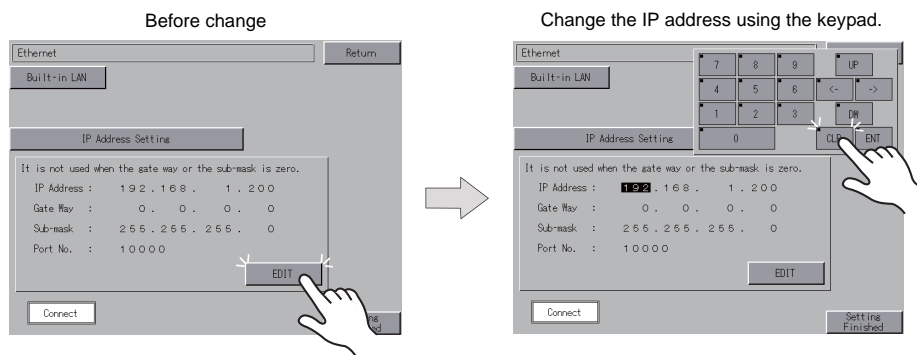 Before change
Ethernet
Return
Built-in LAN
IP Address Setting
It is not used when the gate way or the sub-mask is zero.
IP Address : 192.168. 1.200
Gate Way : 0. 0. 0. 0
Sub-mask : 255.255.255. 0
Port No. : 10000
EDIT
Connect
Change the IP address using the keypad.
Ethernet
Built-in LAN
7 8 9 UP
4 5 6 <- ->
1 2 3 DW
0 ENT
IP Address Setting
It is not used when the gate way or the sub-mask is zero.
IP Address : 192.168. 1.200
Gate Way : 0. 0. 0. 0
Sub-mask : 255.255.255. 0
Port No. : 10000
EDIT
Connect
Setting
Finished